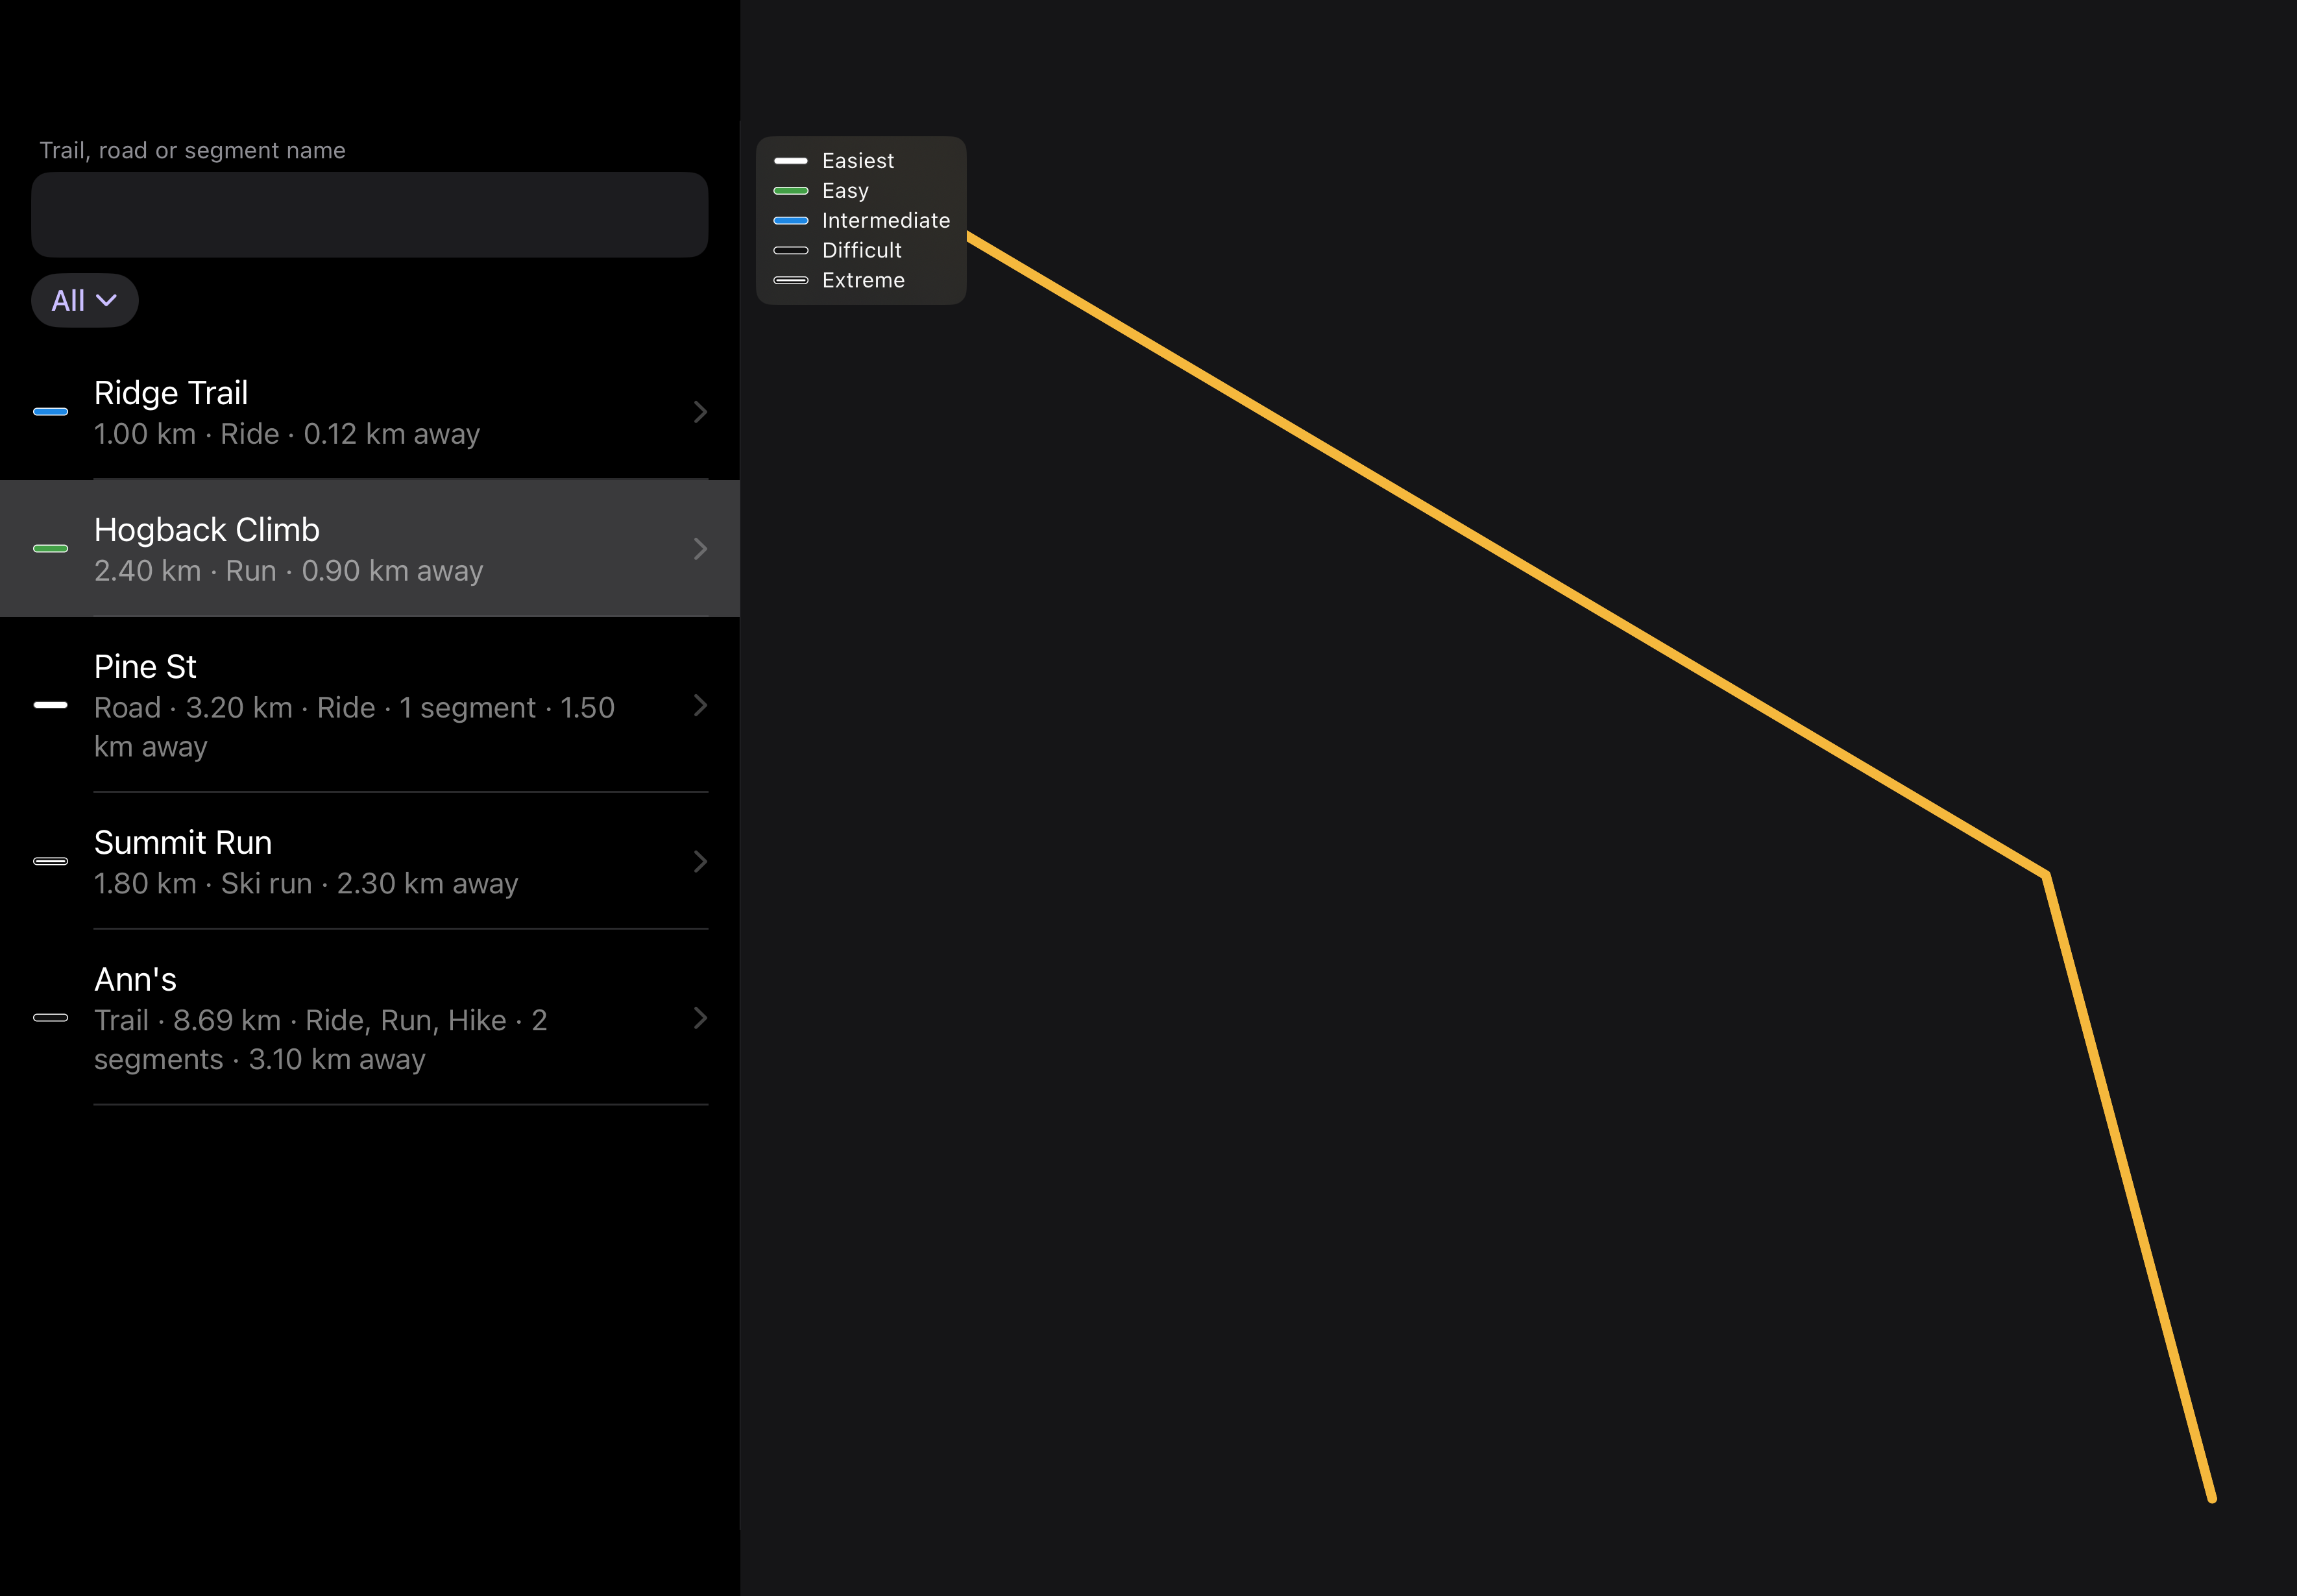 Trail, road or segment name
All
Ridge Trail
1.00 km · Ride · 0.12 km away
Hogback Climb
2.40 km · Run · 0.90 km away
Pine St
Road · 3.20 km · Ride · 1 segment · 1.50
km away
Summit Run
1.80 km · Ski run · 2.30 km away
Ann's
Trail · 8.69 km · Ride, Run, Hike · 2
segments · 3.10 km away
Easiest
Easy
Intermediate
Difficult
Extreme